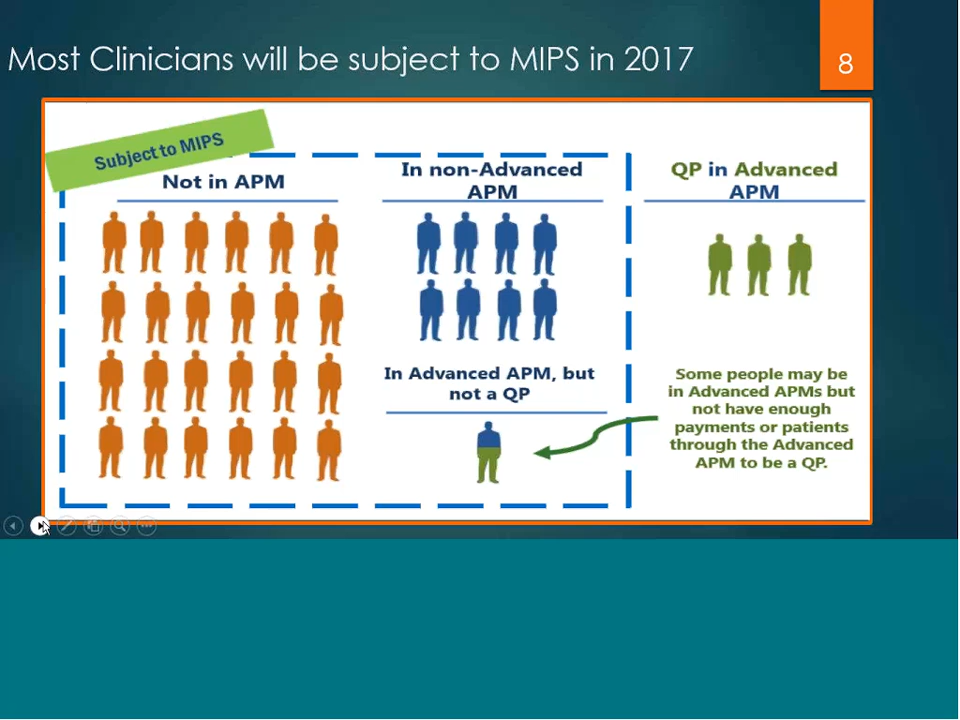 Most Clinicians will be subject to MIPS in 2017
8
Subject to MIPS
Not in APM
In non-Advanced
APM
QP in Advanced
APM
In Advanced APM, but
not a QP
Some people may be
in Advanced APMs but
not have enough
payments or patients
through the Advanced
APM to be a QP.